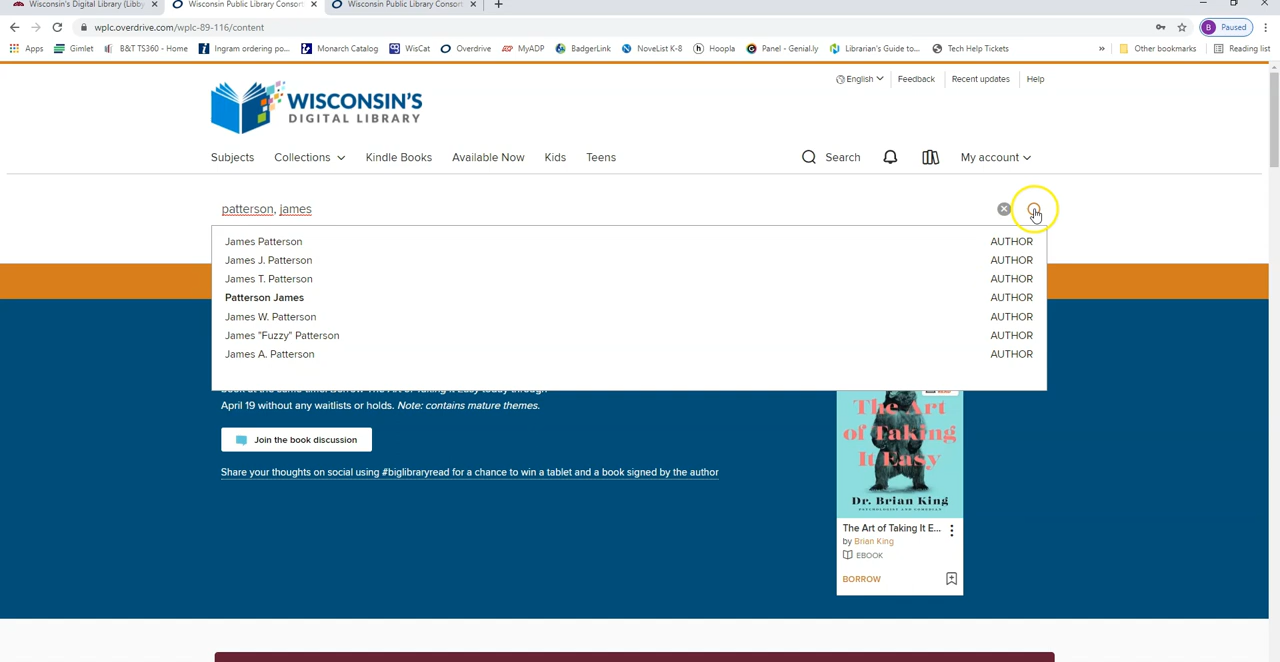 Wisconsin's Digital Library (Libby
Wisconsin Public Library Consort
Wisconsin Public Library Consort
wplc.overdrive.com/wplc-89-116/content
B Paused
Apps Gimlet B&T TS360 - Home Ingram ordering po... Monarch Catalog WisCat Overdrive MyADP BadgerLink NoveList K-8 Hoopla Panel - Genial.ly Librarian's Guide to... Tech Help Tickets » Other bookmarks Reading list
English Feedback Recent updates Help
WISCONSIN'S
DIGITAL LIBRARY
Subjects Collections Kindle Books Available Now Kids Teens Search My account
patterson, james
James Patterson AUTHOR
James J. Patterson AUTHOR
James T. Patterson AUTHOR
Patterson James AUTHOR
James W. Patterson AUTHOR
James "Fuzzy" Patterson AUTHOR
James A. Patterson AUTHOR
April 19 without any waitlists or holds. Note: contains mature themes.
Join the book discussion
Share your thoughts on social using #biglibraryread for a chance to win a tablet and a book signed by the author
The Art
of Taking
It Easy
Dr. Brian King
PSYCHOLOGIST AND COMEDIAN
The Art of Taking It E...
by Brian King
EBOOK
BORROW